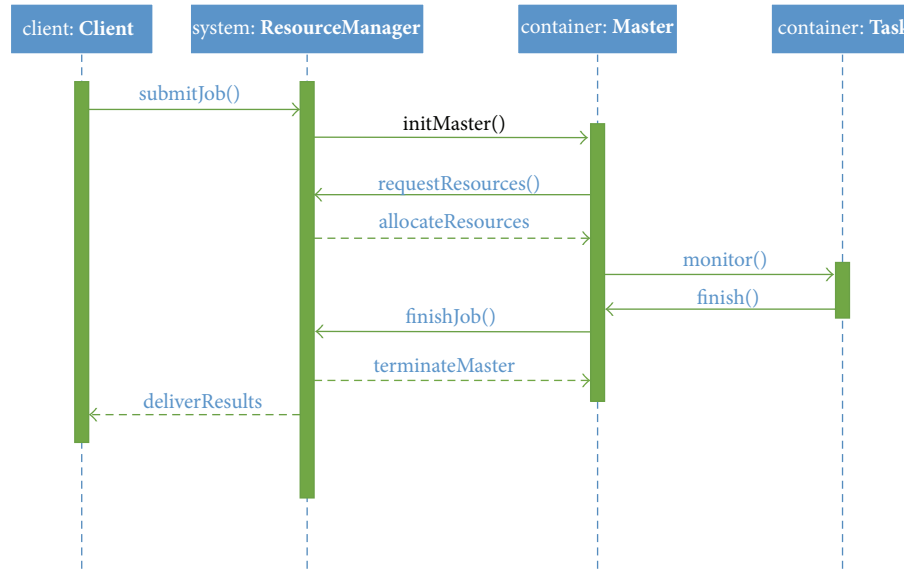 client: Client
system: ResourceManager
container: Master
container: Task
submitJob()
initMaster()
requestResources()
allocateResources
monitor()
finish()
finishJob()
terminateMaster
deliverResults